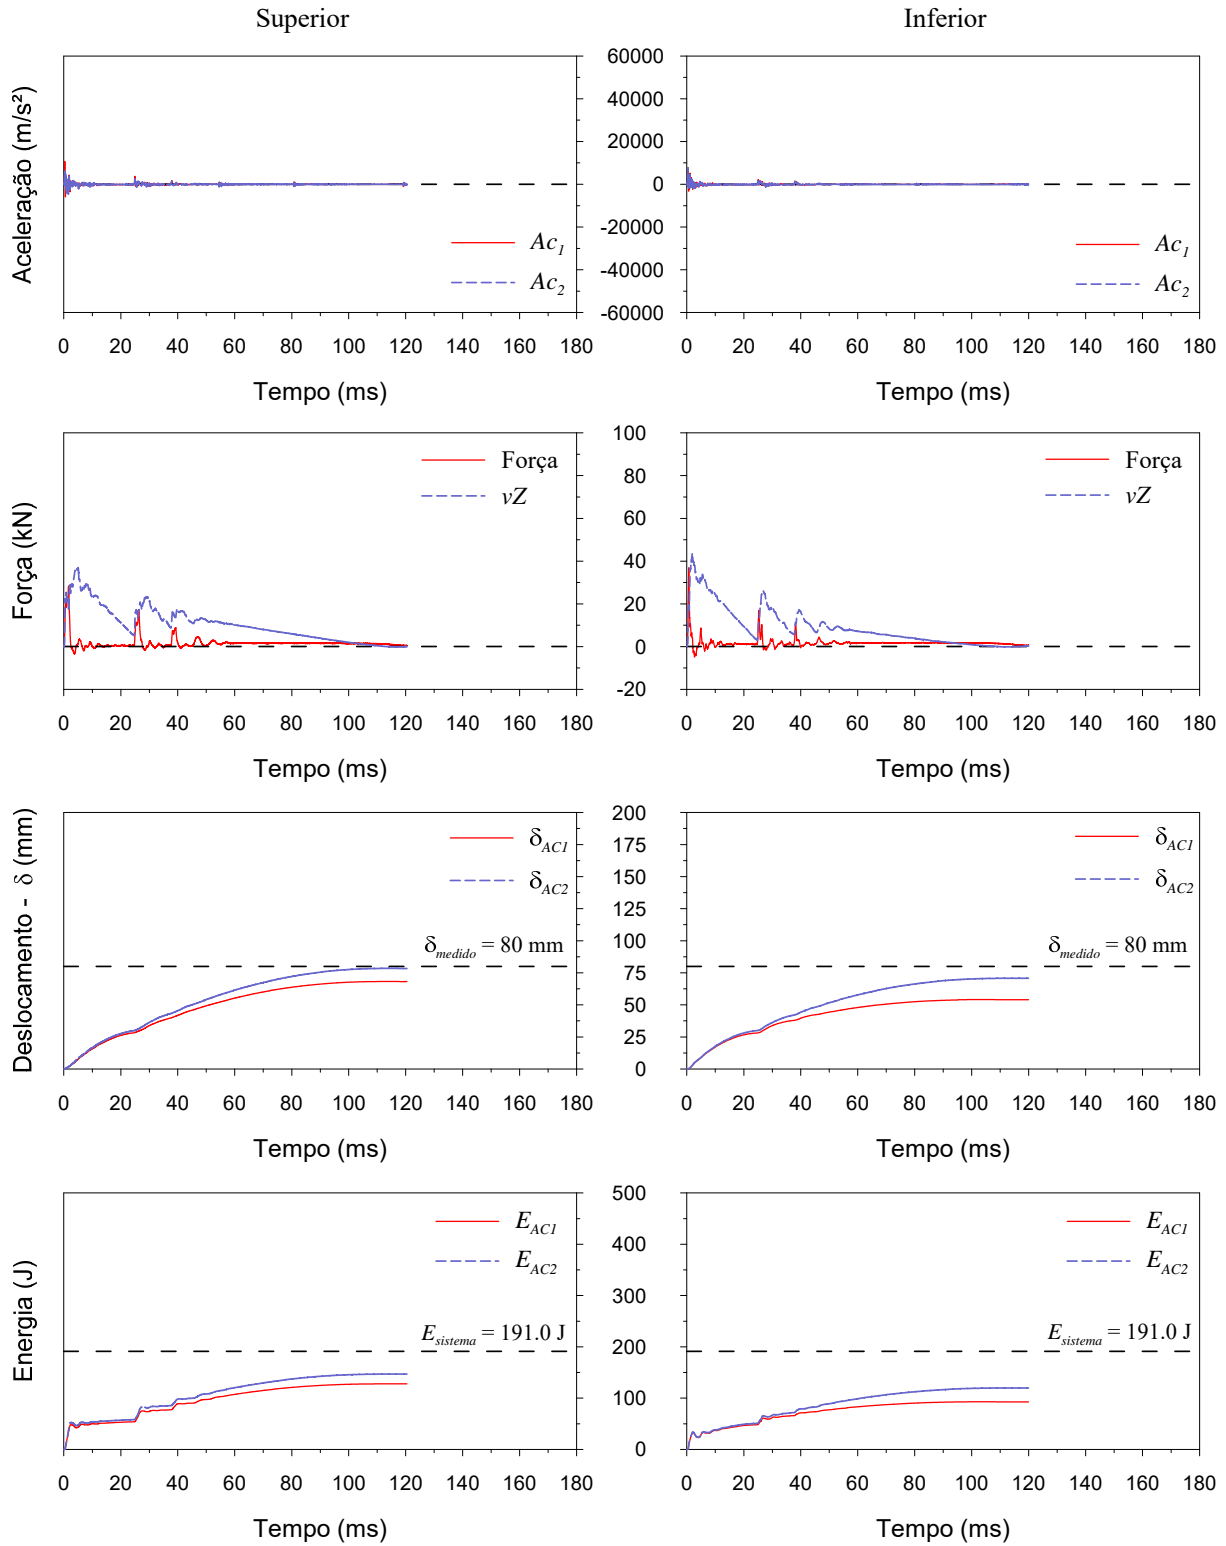 Superior Inferior
Aceleração (m/s²)
60000
40000
20000
0
-20000
-40000
-60000
Ac1
Ac2
Ac1
Ac2
0 20 40 60 80 100 120 140 160 180
0 20 40 60 80 100 120 140 160 180
Tempo (ms) Tempo (ms)
Força (kN)
100
80
60
40
20
0
-20
Força
vZ
Força
vZ
0 20 40 60 80 100 120 140 160 180
0 20 40 60 80 100 120 140 160 180
Tempo (ms) Tempo (ms)
Deslocamento - δ (mm)
200
175
150
125
100
75
50
25
0
δAC1
δAC2
δmedido = 80 mm
δAC1
δAC2
δmedido = 80 mm
0 20 40 60 80 100 120 140 160 180
0 20 40 60 80 100 120 140 160 180
Tempo (ms) Tempo (ms)
Energia (J)
500
450
400
350
300
250
200
150
100
50
0
EAC1
EAC2
Esistema = 191.0 J
EAC1
EAC2
Esistema = 191.0 J
0 20 40 60 80 100 120 140 160 180
0 20 40 60 80 100 120 140 160 180
Tempo (ms) Tempo (ms)